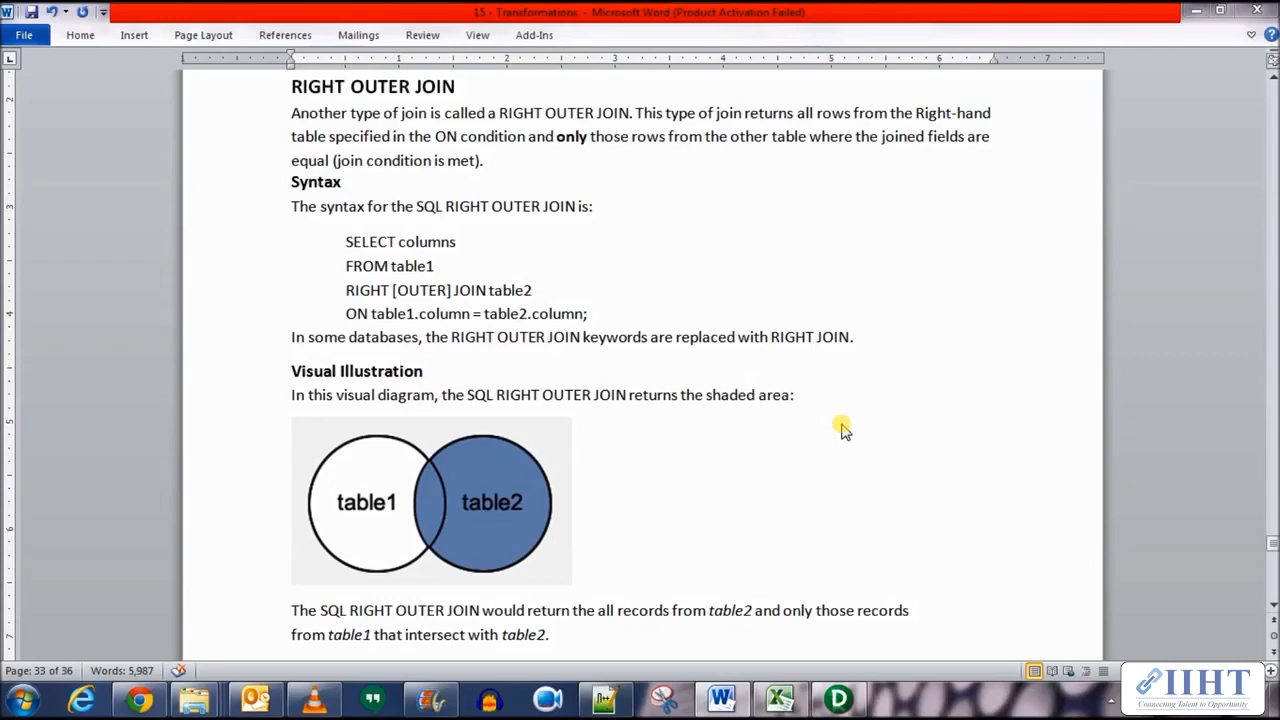 15 - Transformations - Microsoft Word (Product Activation Failed)
File Home Insert Page Layout References Mailings Review View Add-Ins
1 1 2 3 4 5 6 7
RIGHT OUTER JOIN
Another type of join is called a RIGHT OUTER JOIN. This type of join returns all rows from the Right-hand
table specified in the ON condition and only those rows from the other table where the joined fields are
equal (join condition is met).
Syntax
The syntax for the SQL RIGHT OUTER JOIN is:
SELECT columns
FROM table1
RIGHT [OUTER] JOIN table2
ON table1.column = table2.column;
In some databases, the RIGHT OUTER JOIN keywords are replaced with RIGHT JOIN.
Visual Illustration
In this visual diagram, the SQL RIGHT OUTER JOIN returns the shaded area:
table1 table2
The SQL RIGHT OUTER JOIN would return the all records from table2 and only those records
from table1 that intersect with table2.
Page: 33 of 36 Words: 5,987
IIHT
Connecting Talent to Opportunity